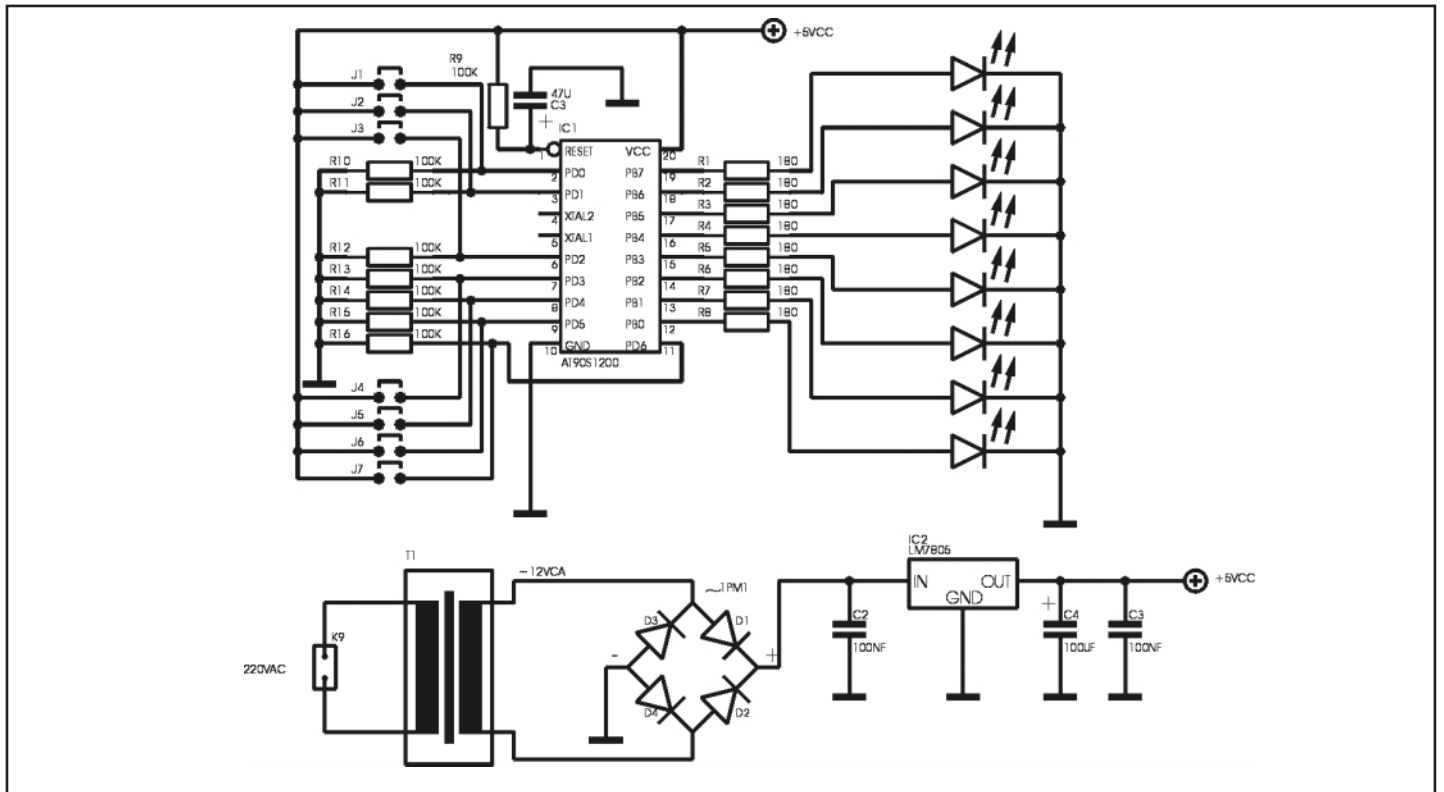 +5VCC
R9
100K
J1
J2
J3
47U
C3
+
IC1
1 RESET VCC 20
R10 100K 2 PD0 PB7 19 R1 180
R11 100K 3 PD1 PB6 18 R2 180
4 XTAL2 PB5 17 R3 180
5 XTAL1 PB4 16 R4 180
R12 100K 6 PD2 PB3 15 R5 180
R13 100K 7 PD3 PB2 14 R6 180
R14 100K 8 PD4 PB1 13 R7 180
R15 100K 9 PD5 PB0 12 R8 180
R16 100K 10 GND PD6 11
AT90S1200
J4
J5
J6
J7
T1
~12VCA
~1PM1
K9
220VAC
D3
D1
-
+
D4
D2
IC2
LM7805
IN OUT
GND
+5VCC
C2
100NF
+
C4
100UF
C3
100NF